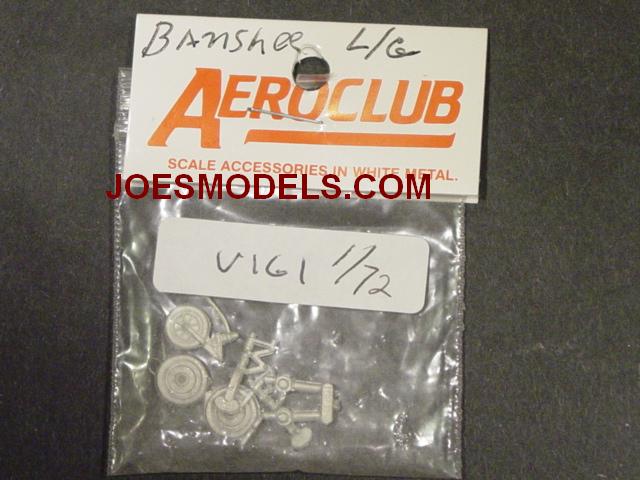 Banshee L/G
AEROCLUB
SCALE ACCESSORIES IN WHITE METAL.
JOESMODELS.COM
V161 1/72